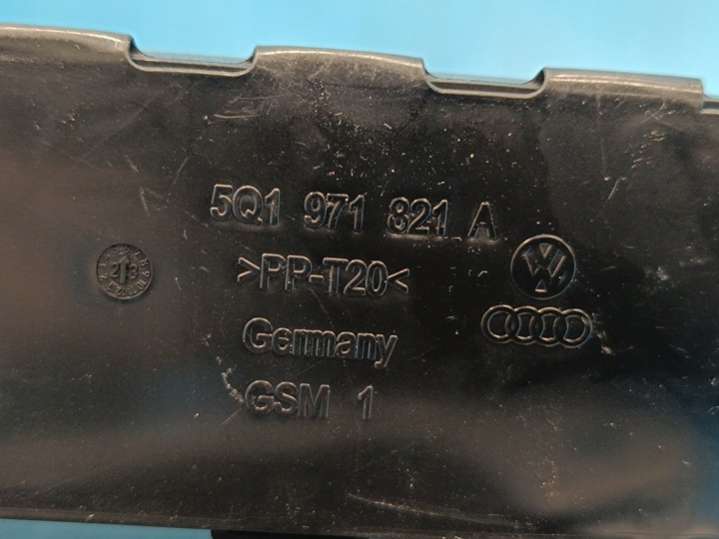 5Q1 971 821 A
>PP-T20<
Germany
GSM 1